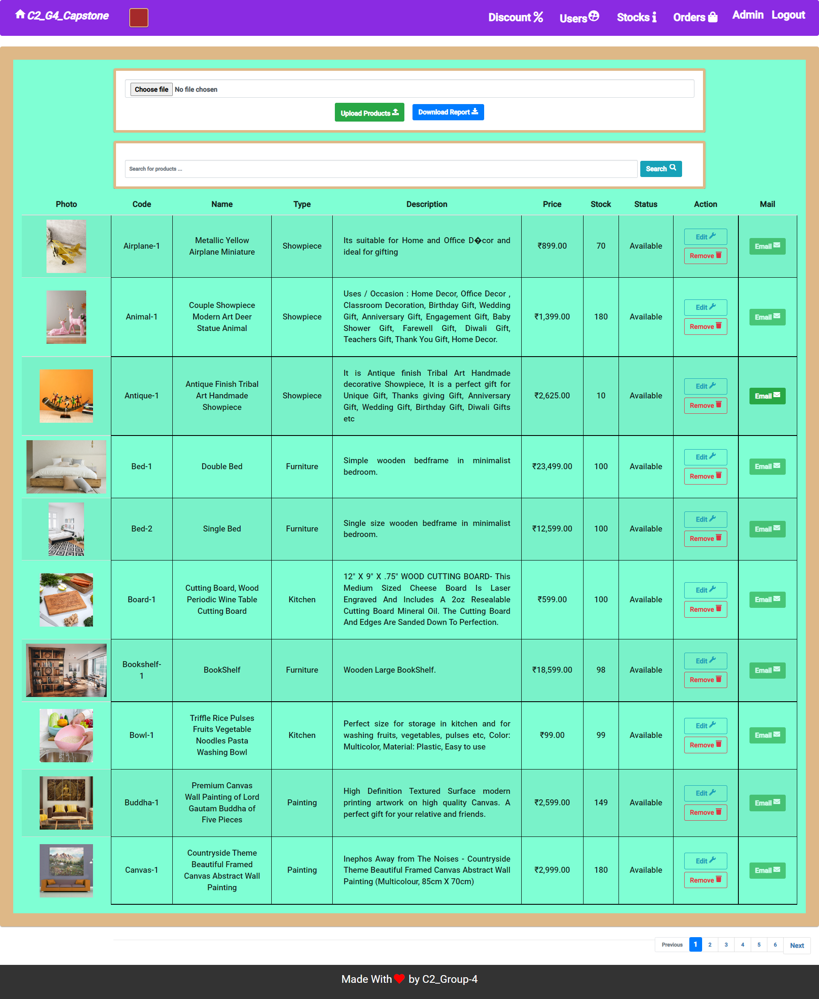 C2_G4_Capstone
Discount Users Stocks Orders Admin Logout
Choose file No file chosen
Upload Products Download Report
Search for products ... Search
Photo Code Name Type Description Price Stock Status Action Mail
Airplane-1
Metallic Yellow
Airplane Miniature
Showpiece
Its suitable for Home and Office D�cor and
ideal for gifting
₹899.00
70
Available
Edit
Remove
Email
Animal-1
Couple Showpiece
Modern Art Deer
Statue Animal
Showpiece
Uses / Occasion : Home Decor, Office Decor ,
Classroom Decoration, Birthday Gift, Wedding
Gift, Anniversary Gift, Engagement Gift, Baby
Shower Gift, Farewell Gift, Diwali Gift,
Teachers Gift, Thank You Gift, Home Decor.
₹1,399.00
180
Available
Edit
Remove
Email
Antique-1
Antique Finish Tribal
Art Handmade
Showpiece
Showpiece
It is Antique finish Tribal Art Handmade
decorative Showpiece, It is a perfect gift for
Unique Gift, Thanks giving Gift, Anniversary
Gift, Wedding Gift, Birthday Gift, Diwali Gifts
etc
₹2,625.00
10
Available
Edit
Remove
Email
Bed-1
Double Bed
Furniture
Simple wooden bedframe in minimalist
bedroom.
₹23,499.00
100
Available
Edit
Remove
Email
Bed-2
Single Bed
Furniture
Single size wooden bedframe in minimalist
bedroom.
₹12,599.00
100
Available
Edit
Remove
Email
Board-1
Cutting Board, Wood
Periodic Wine Table
Cutting Board
Kitchen
12" X 9" X .75" WOOD CUTTING BOARD- This
Medium Sized Cheese Board Is Laser
Engraved And Includes A 2oz Resealable
Cutting Board Mineral Oil. The Cutting Board
And Edges Are Sanded Down To Perfection.
₹599.00
100
Available
Edit
Remove
Email
Bookshelf-
1
BookShelf
Furniture
Wooden Large BookShelf.
₹18,599.00
98
Available
Edit
Remove
Email
Bowl-1
Triffle Rice Pulses
Fruits Vegetable
Noodles Pasta
Washing Bowl
Kitchen
Perfect size for storage in kitchen and for
washing fruits, vegetables, pulses etc, Color:
Multicolor, Material: Plastic, Easy to use
₹99.00
99
Available
Edit
Remove
Email
Buddha-1
Premium Canvas
Wall Painting of Lord
Gautam Buddha of
Five Pieces
Painting
High Definition Textured Surface modern
printing artwork on high quality Canvas. A
perfect gift for your relative and friends.
₹2,599.00
149
Available
Edit
Remove
Email
Canvas-1
Countryside Theme
Beautiful Framed
Canvas Abstract Wall
Painting
Painting
Inephos Away from The Noises - Countryside
Theme Beautiful Framed Canvas Abstract Wall
Painting (Multicolour, 85cm X 70cm)
₹2,999.00
180
Available
Edit
Remove
Email
Previous 1 2 3 4 5 6 Next
Made With by C2_Group-4